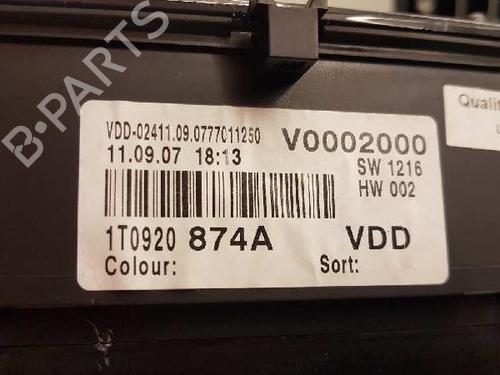 VDD-02411.09.0777011250
V0002000
11.09.07 18:13
SW 1216
HW 002
1T0920 874A VDD
Colour:
Sort:
B-PARTS